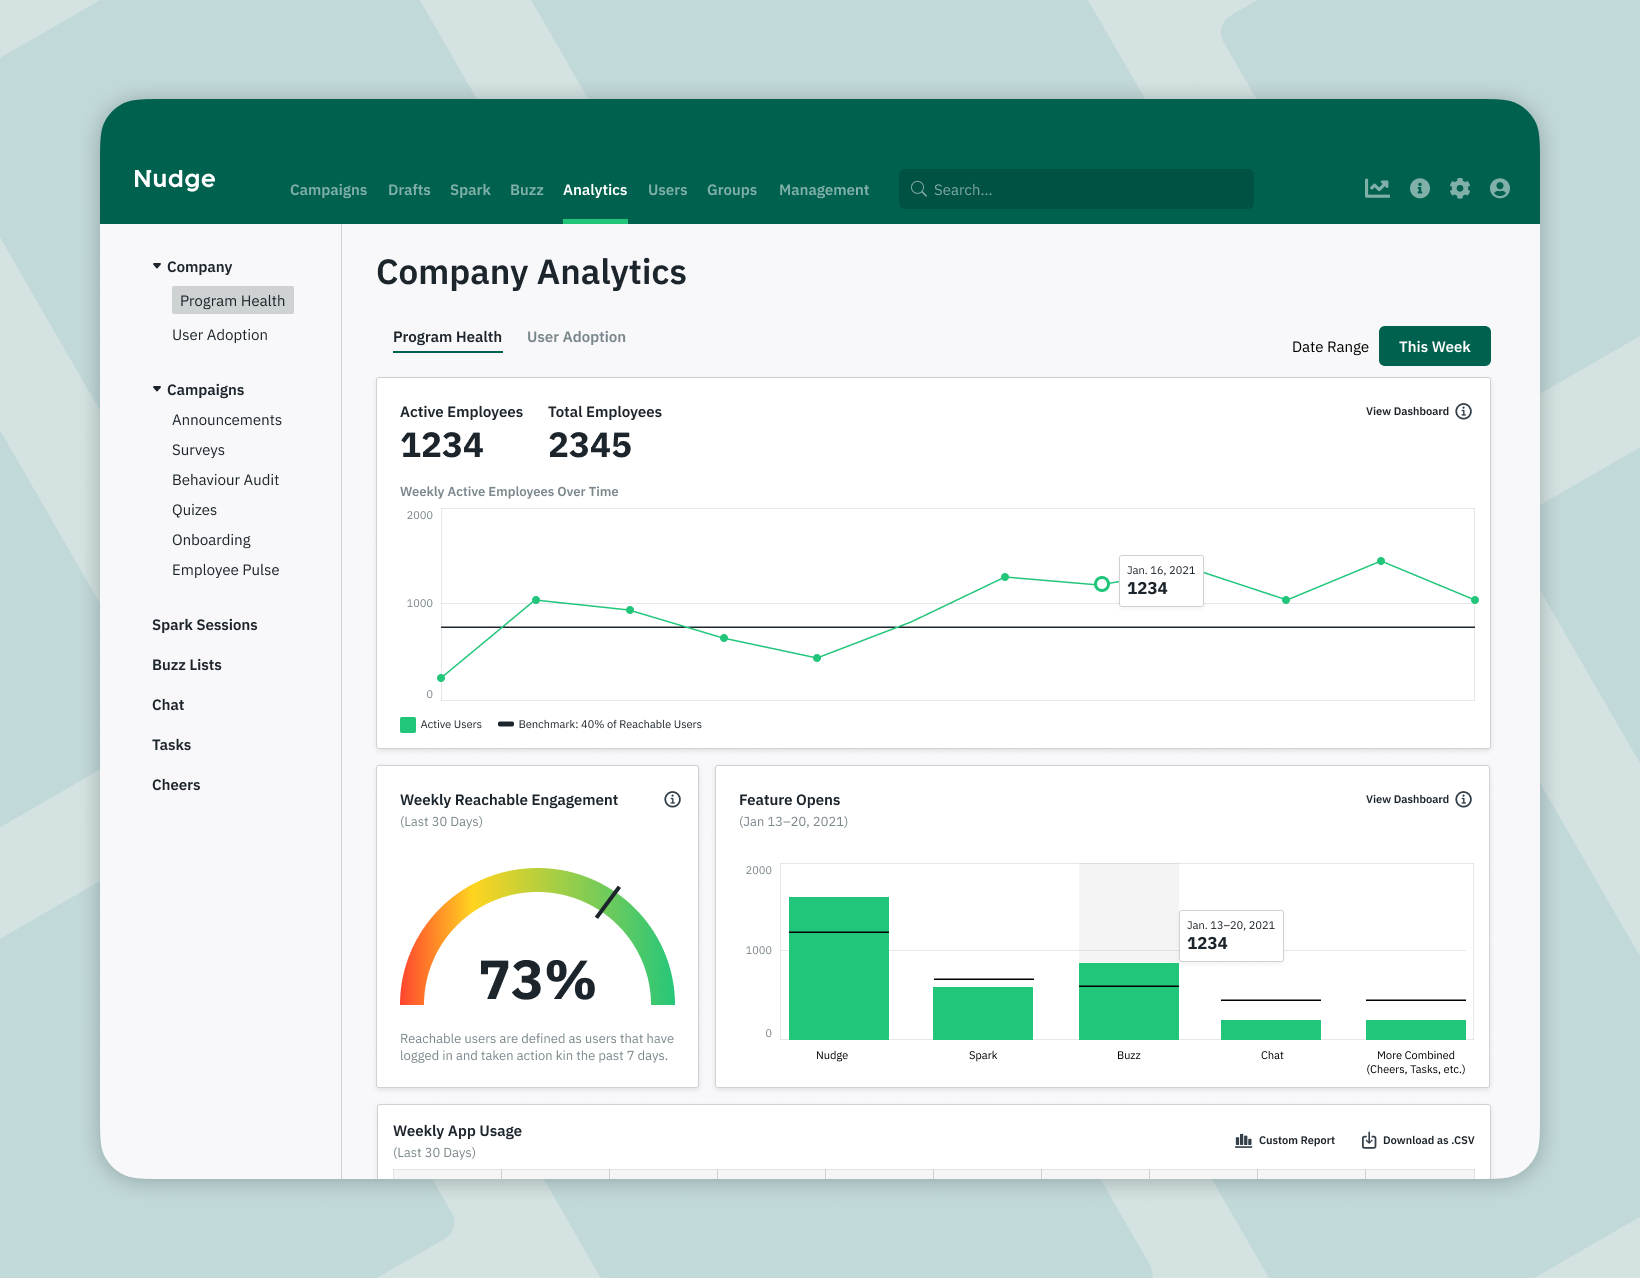 Nudge
Campaigns Drafts Spark Buzz Analytics Users Groups Management Search...
Company
Program Health
User Adoption
Campaigns
Announcements
Surveys
Behaviour Audit
Quizes
Onboarding
Employee Pulse
Spark Sessions
Buzz Lists
Chat
Tasks
Cheers
Company Analytics
Program Health User Adoption
Date Range This Week
Active Employees Total Employees View Dashboard
1234 2345
Weekly Active Employees Over Time
2000
Jan. 16, 2021
1234
1000
0
Active Users Benchmark: 40% of Reachable Users
Weekly Reachable Engagement
(Last 30 Days)
73%
Reachable users are defined as users that have
logged in and taken action kin the past 7 days.
Feature Opens View Dashboard
(Jan 13–20, 2021)
2000
Jan. 13–20, 2021
1234
1000
0
Nudge Spark Buzz Chat More Combined
(Cheers, Tasks, etc.)
Weekly App Usage
(Last 30 Days)
Custom Report Download as .CSV